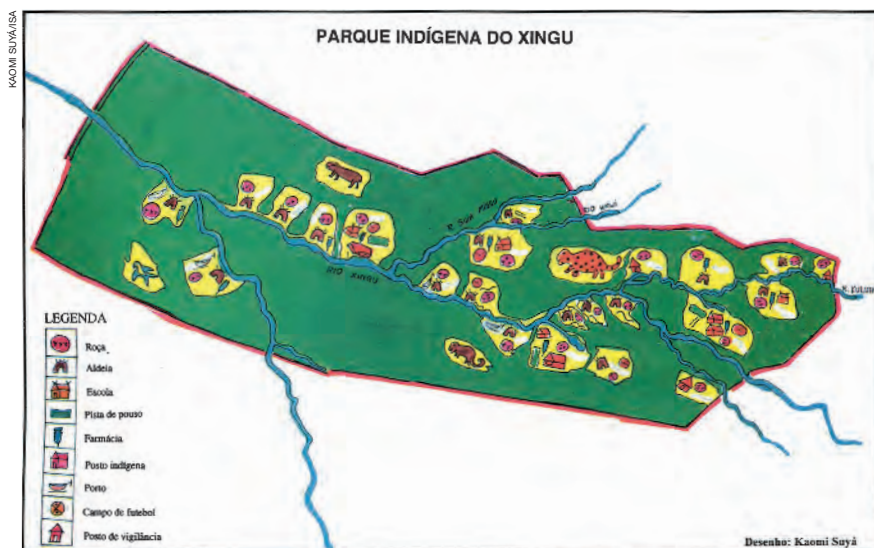 KAOMI SUYÁ/ISA
PARQUE INDÍGENA DO XINGU
R. SUIÁ
RIO XINGU
LEGENDA
Roça
Aldeia
Escola
Pista de pouso
Farmácia
Posto indígena
Porto
Campo de futebol
Posto de vigilância
Desenho: Kaomi Suyá